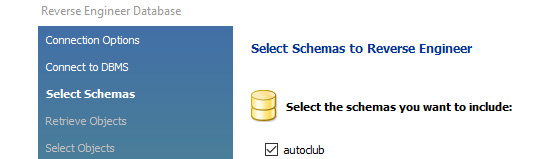 Reverse Engineer Database
Connection Options
Connect to DBMS
Select Schemas
Retrieve Objects
Select Objects
Select Schemas to Reverse Engineer
Select the schemas you want to include:
autoclub